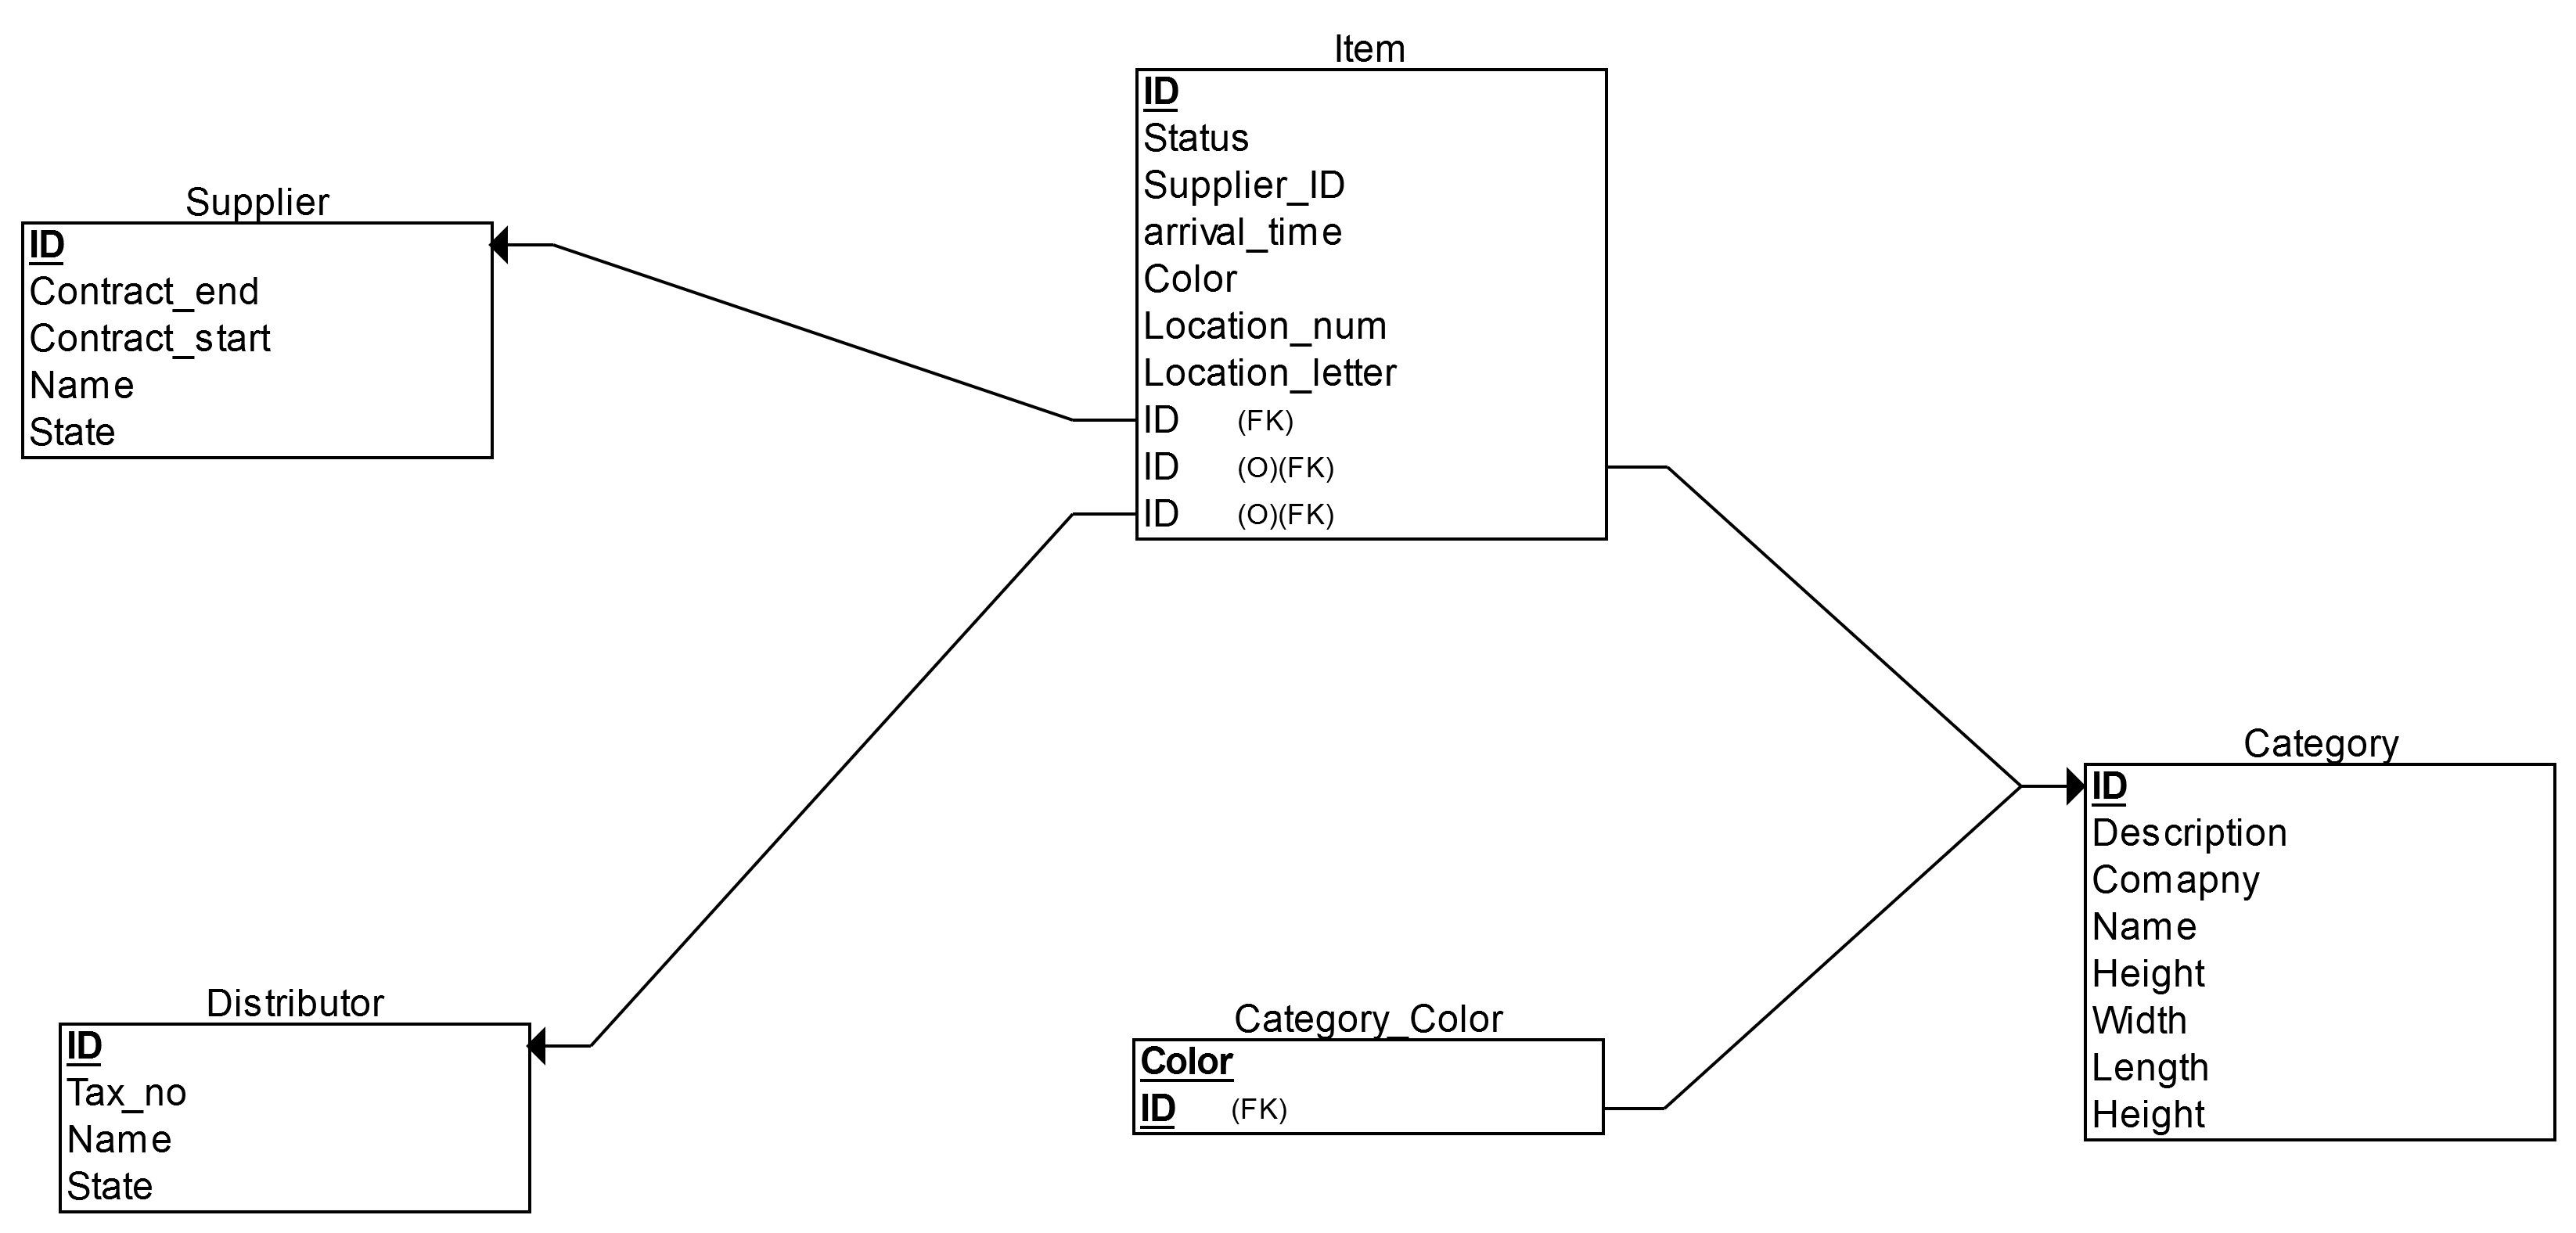 Item
ID
Status
Supplier_ID
arrival_time
Color
Location_num
Location_letter
ID (FK)
ID (O)(FK)
ID (O)(FK)
Supplier
ID
Contract_end
Contract_start
Name
State
Category
ID
Description
Comapny
Name
Height
Width
Length
Height
Distributor
ID
Tax_no
Name
State
Category_Color
Color
ID (FK)